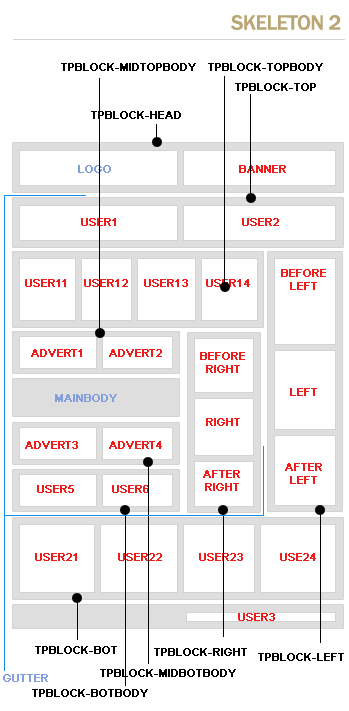 SKELETON 2
TPBLOCK-MIDTOPBODY TPBLOCK-TOPBODY
TPBLOCK-TOP
TPBLOCK-HEAD
LOGO BANNER
USER1 USER2
USER11 USER12 USER13 USER14
BEFORE
LEFT
ADVERT1 ADVERT2
BEFORE
RIGHT
MAINBODY
LEFT
RIGHT
ADVERT3 ADVERT4
AFTER
LEFT
AFTER
RIGHT
USER5 USER6
USER21 USER22 USER23 USE24
USER3
TPBLOCK-BOT
TPBLOCK-RIGHT
TPBLOCK-LEFT
TPBLOCK-MIDBOTBODY
GUTTER
TPBLOCK-BOTBODY